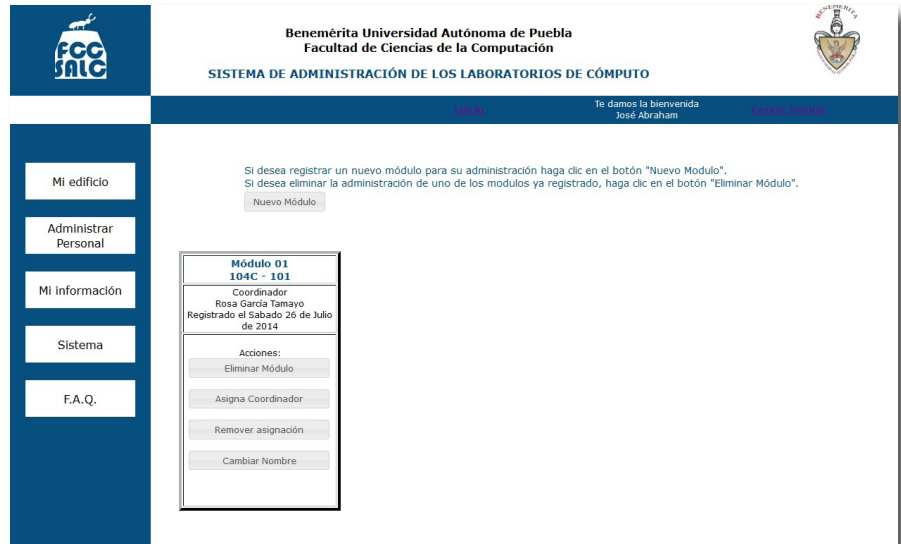 FCC
SALC
BENEMERITA
Benemérita Universidad Autónoma de Puebla
Facultad de Ciencias de la Computación
SISTEMA DE ADMINISTRACIÓN DE LOS LABORATORIOS DE CÓMPUTO
Inicio
Te damos la bienvenida
José Abraham
Cerrar Sesión
Mi edificio
Administrar
Personal
Mi información
Sistema
F.A.Q.
Si desea registrar un nuevo módulo para su administración haga clic en el botón "Nuevo Modulo".
Si desea eliminar la administración de uno de los modulos ya registrado, haga clic en el botón "Eliminar Módulo".
Nuevo Módulo
Módulo 01
104C - 101
Coordinador
Rosa García Tamayo
Registrado el Sabado 26 de Julio
de 2014
Acciones:
Eliminar Módulo
Asigna Coordinador
Remover asignación
Cambiar Nombre